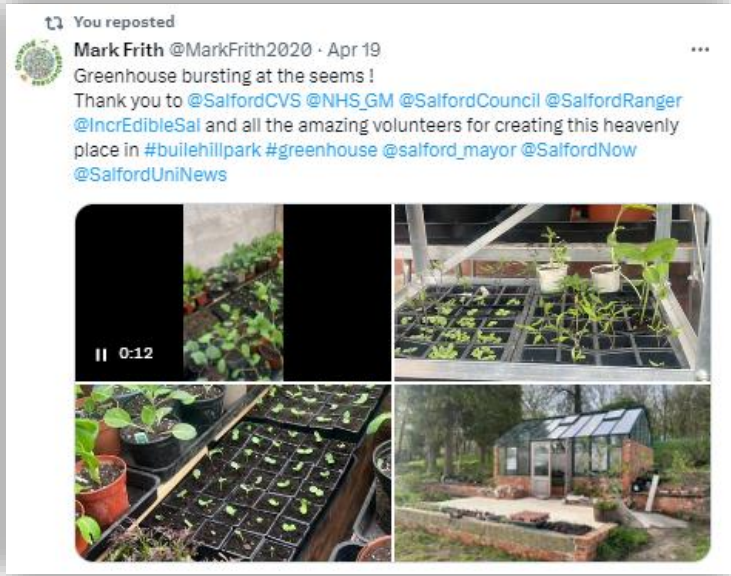 You reposted
Mark Frith @MarkFrith2020 · Apr 19
Greenhouse bursting at the seems !
Thank you to @SalfordCVS @NHS_GM @SalfordCouncil @SalfordRanger
@IncrEdibleSal and all the amazing volunteers for creating this heavenly
place in #builehillpark #greenhouse @salford_mayor @SalfordNow
@SalfordUniNews
0:12